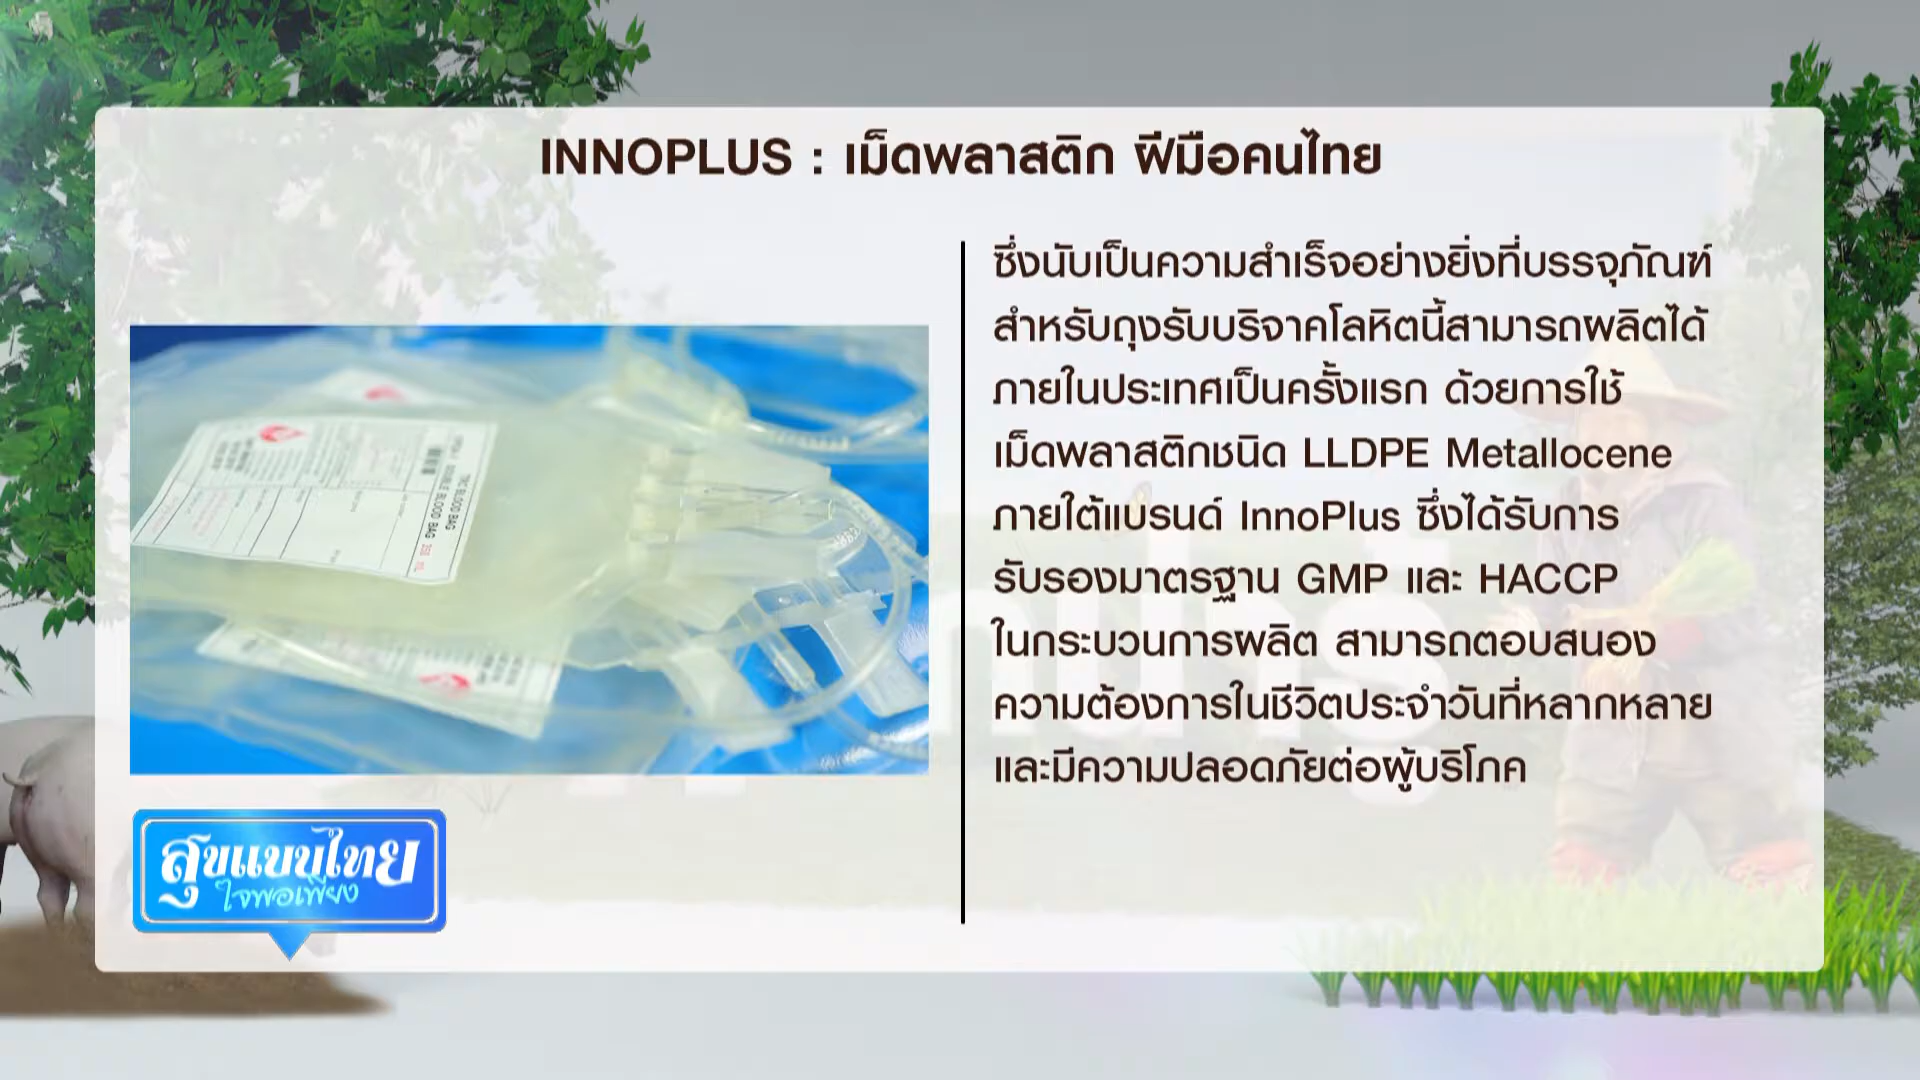 INNOPLUS : เม็ดพลาสติก ฝีมือคนไทย
ซึ่งนับเป็นความสำเร็จอย่างยิ่งที่บรรจุภัณฑ์
สำหรับถุงรับบริจาคโลหิตนี้สามารถผลิตได้
ภายในประเทศเป็นครั้งแรก ด้วยการใช้
เม็ดพลาสติกชนิด LLDPE Metallocene
ภายใต้แบรนด์ InnoPlus ซึ่งได้รับการ
รับรองมาตรฐาน GMP และ HACCP
ในกระบวนการผลิต สามารถตอบสนอง
ความต้องการในชีวิตประจำวันที่หลากหลาย
และมีความปลอดภัยต่อผู้บริโภค
BLOOD BAG
DOUBLE BLOOD BAG
สุขแบบไทย
ใจพอเพียง